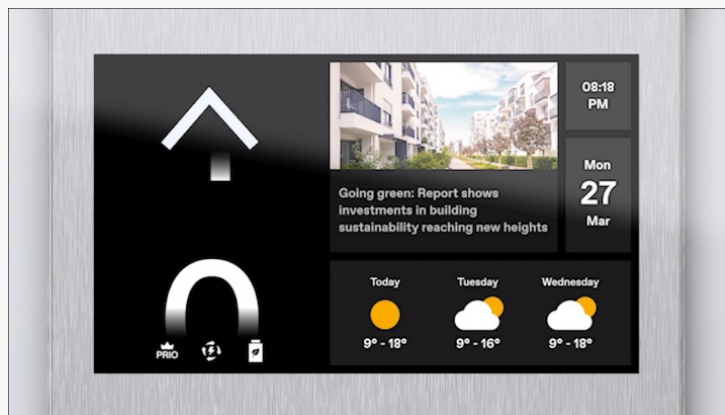 PRIO
Going green: Report shows
investments in building
sustainability reaching new heights
08:18
PM
Mon
27
Mar
Today
Tuesday
Wednesday
9° - 18°
9° - 16°
9° - 18°